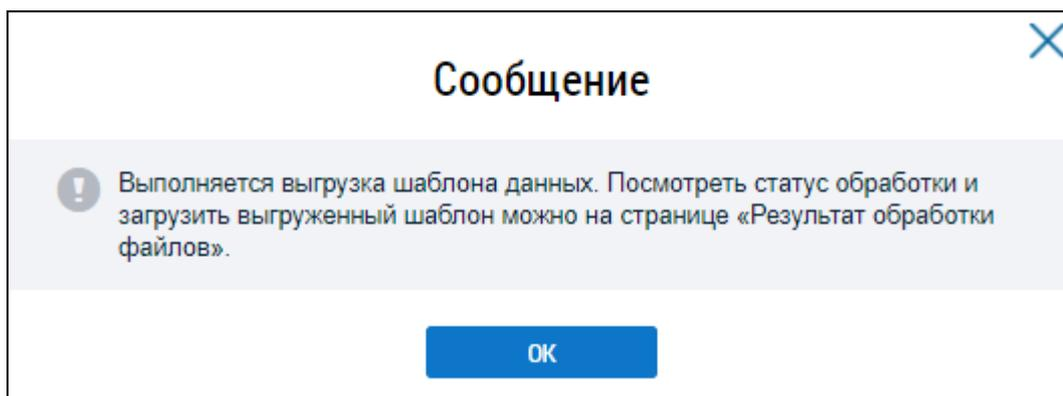 Сообщение
Выполняется выгрузка шаблона данных. Посмотреть статус обработки и
загрузить выгруженный шаблон можно на странице «Результат обработки
файлов».
ОК